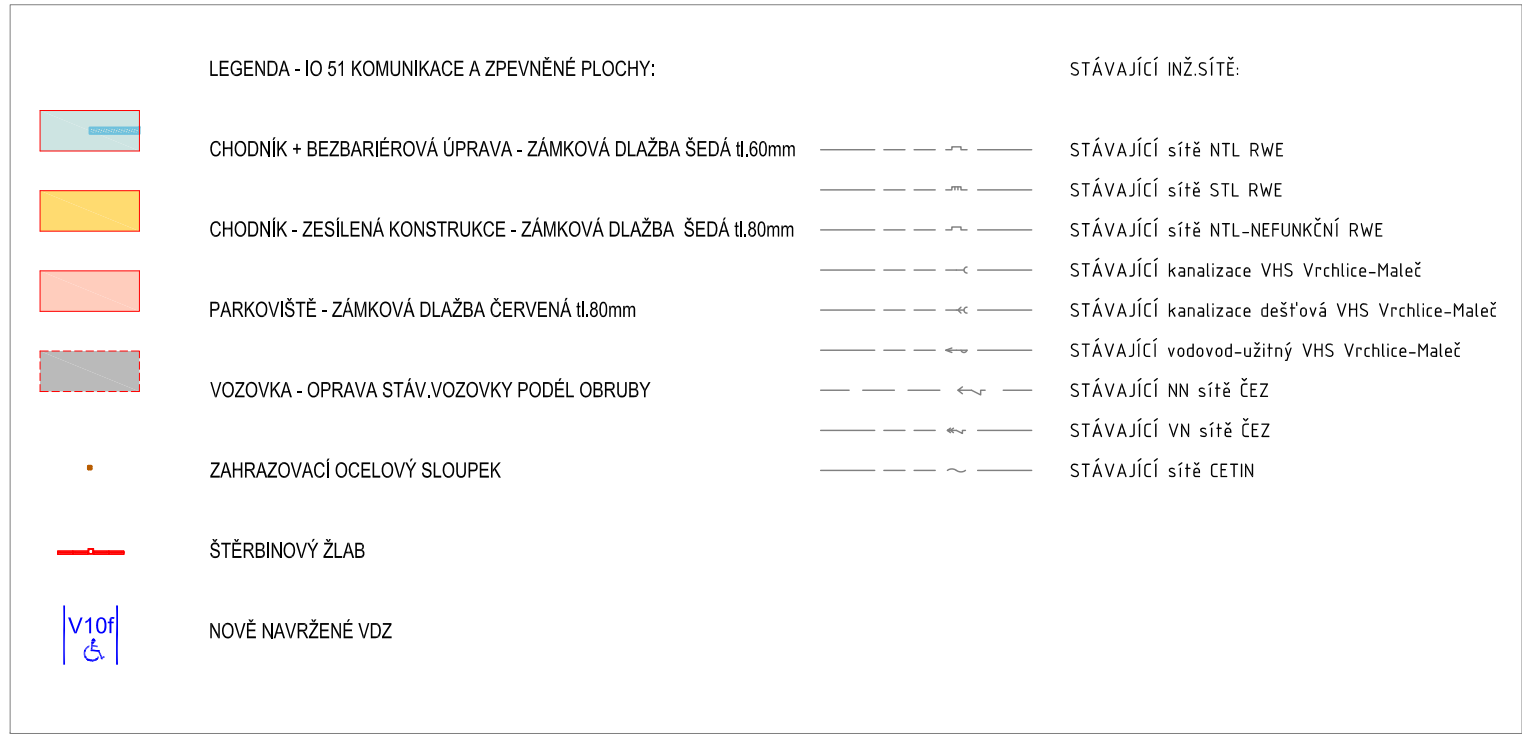 LEGENDA - IO 51 KOMUNIKACE A ZPEVNĚNÉ PLOCHY:
CHODNÍK + BEZBARIÉROVÁ ÚPRAVA - ZÁMKOVÁ DLAŽBA ŠEDÁ tl.60mm
CHODNÍK - ZESÍLENÁ KONSTRUKCE - ZÁMKOVÁ DLAŽBA ŠEDÁ tl.80mm
PARKOVIŠTĚ - ZÁMKOVÁ DLAŽBA ČERVENÁ tl.80mm
VOZOVKA - OPRAVA STÁV.VOZOVKY PODÉL OBRUBY
ZAHRAZOVACÍ OCELOVÝ SLOUPEK
ŠTĚRBINOVÝ ŽLAB
V10f
NOVĚ NAVRŽENÉ VDZ
STÁVAJÍCÍ INŽ.SÍTĚ:
STÁVAJÍCÍ sítě NTL RWE
STÁVAJÍCÍ sítě STL RWE
STÁVAJÍCÍ sítě NTL-NEFUNKČNÍ RWE
STÁVAJÍCÍ kanalizace VHS Vrchlice-Maleč
STÁVAJÍCÍ kanalizace dešťová VHS Vrchlice-Maleč
STÁVAJÍCÍ vodovod-užitný VHS Vrchlice-Maleč
STÁVAJÍCÍ NN sítě ČEZ
STÁVAJÍCÍ VN sítě ČEZ
STÁVAJÍCÍ sítě CETIN